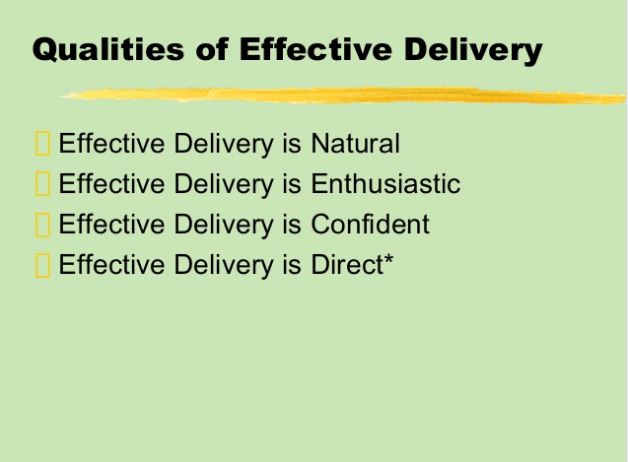 Qualities of Effective Delivery
Effective Delivery is Natural
Effective Delivery is Enthusiastic
Effective Delivery is Confident
Effective Delivery is Direct*